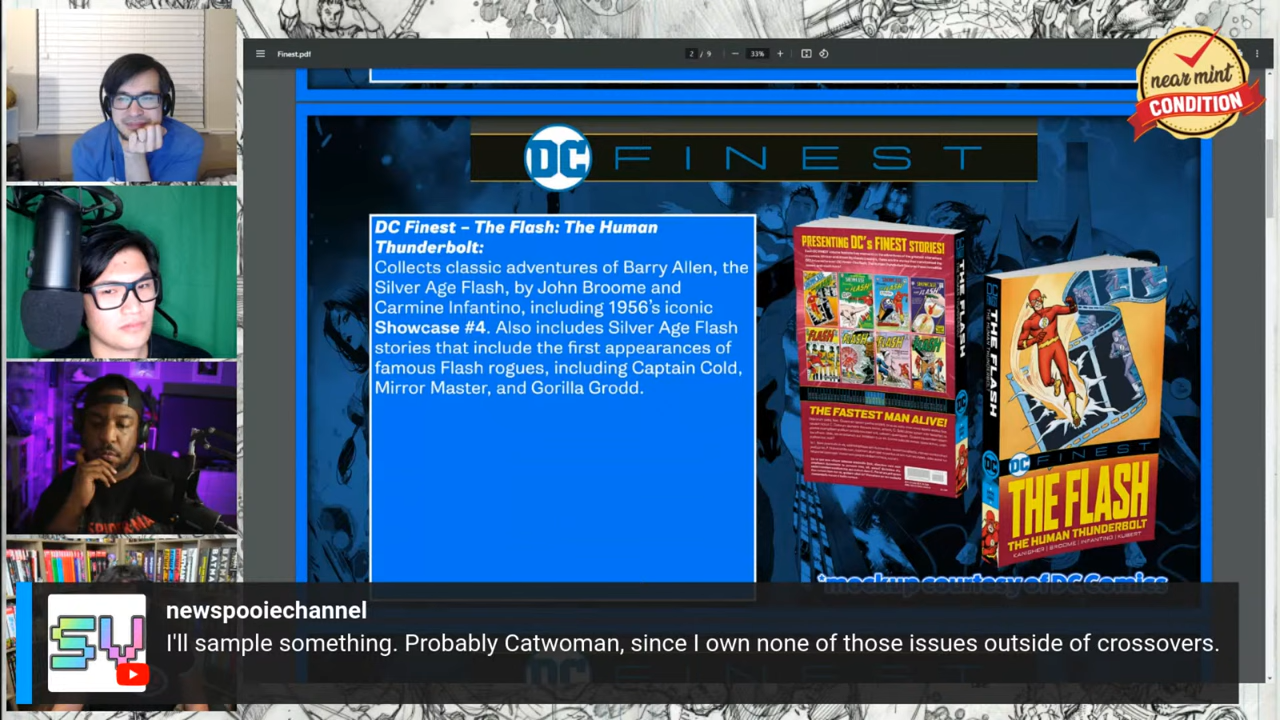 Finest.pdf
2 / 9
33%
near mint
CONDITION
DC FINEST
DC Finest – The Flash: The Human
Thunderbolt:
Collects classic adventures of Barry Allen, the
Silver Age Flash, by John Broome and
Carmine Infantino, including 1956's iconic
Showcase #4. Also includes Silver Age Flash
stories that include the first appearances of
famous Flash rogues, including Captain Cold,
Mirror Master, and Gorilla Grodd.
PRESENTING DC's FINEST STORIES!
THE FASTEST MAN ALIVE!
THE FLASH
THE FLASH
DC FINEST
THE FLASH
THE HUMAN THUNDERBOLT
KANIGHER | BROOME | INFANTINO | KUBERT
*mockup courtesy of DC Comics
SV
newspooiechannel
I'll sample something. Probably Catwoman, since I own none of those issues outside of crossovers.